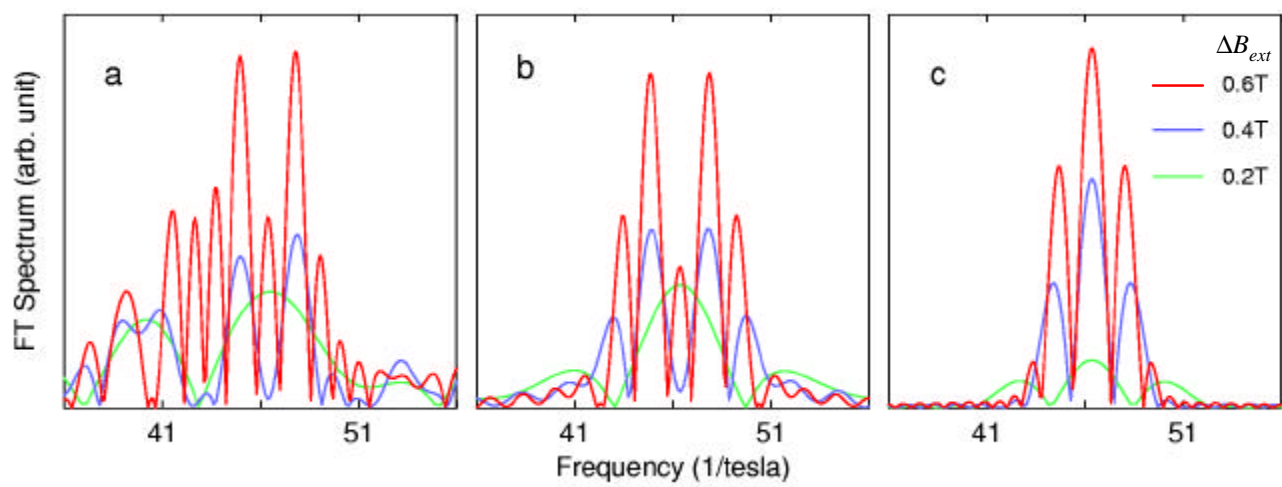 a
b
c
ΔB_ext
0.6T
0.4T
0.2T
FT Spectrum (arb. unit)
41 51 41 51 41 51
Frequency (1/tesla)